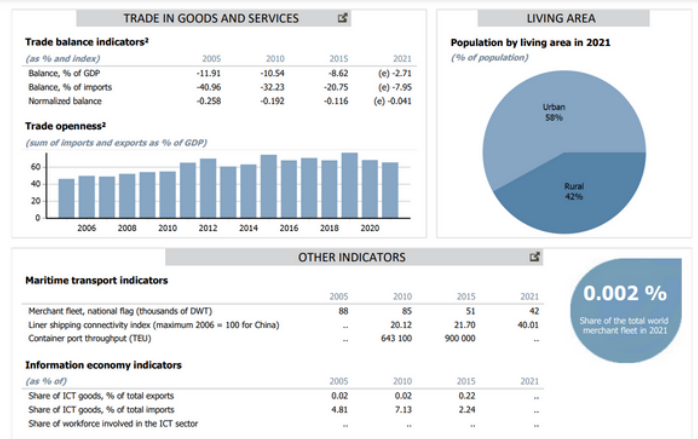 TRADE IN GOODS AND SERVICES
Trade balance indicators²
(as % and index) 2005 2010 2015 2021
Balance, % of GDP -11.91 -10.54 -8.62 (e) -2.71
Balance, % of imports -40.96 -32.23 -20.75 (e) -7.95
Normalized balance -0.258 -0.192 -0.116 (e) -0.041
Trade openness²
(sum of imports and exports as % of GDP)
60
40
20
0
2006 2008 2010 2012 2014 2016 2018 2020
LIVING AREA
Population by living area in 2021
(% of population)
Urban
58%
Rural
42%
OTHER INDICATORS
Maritime transport indicators
2005 2010 2015 2021
Merchant fleet, national flag (thousands of DWT) 88 85 51 42
Liner shipping connectivity index (maximum 2006 = 100 for China) .. 20.12 21.70 40.01
Container port throughput (TEU) .. 643 100 900 000 ..
Information economy indicators
(as % of) 2005 2010 2015 2021
Share of ICT goods, % of total exports 0.02 0.02 0.22 ..
Share of ICT goods, % of total imports 4.81 7.13 2.24 ..
Share of workforce involved in the ICT sector .. .. .. ..
0.002 %
Share of the total world
merchant fleet in 2021